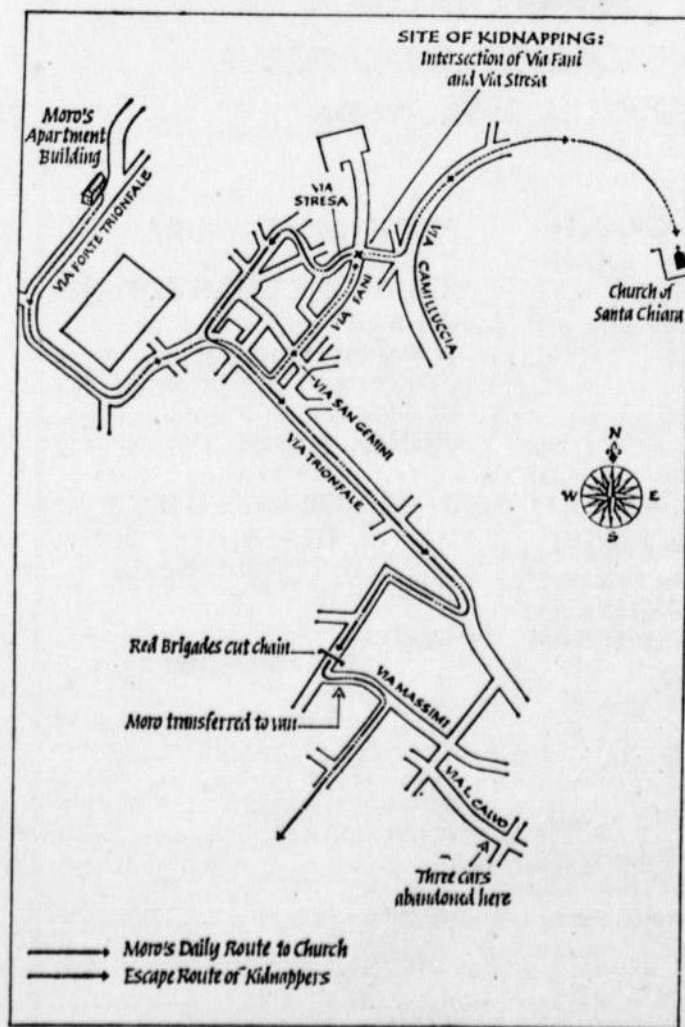 SITE OF KIDNAPPING:
Intersection of Via Fani
and Via Stresa
Moro's
Apartment
Building
VIA FORTE TRIONFALE
VIA
STRESA
VIA FANI
VIA
CAMILLUCCIA
Church of
Santa Chiara
VIA SAN GEMINI
VIA TRIONFALE
N
W E
S
Red Brigades cut chain
Moro transferred to van
VIA MASSIMI
VIA L. CALVO
Three cars
abandoned here
Moro's Daily Route to Church
Escape Route of Kidnappers